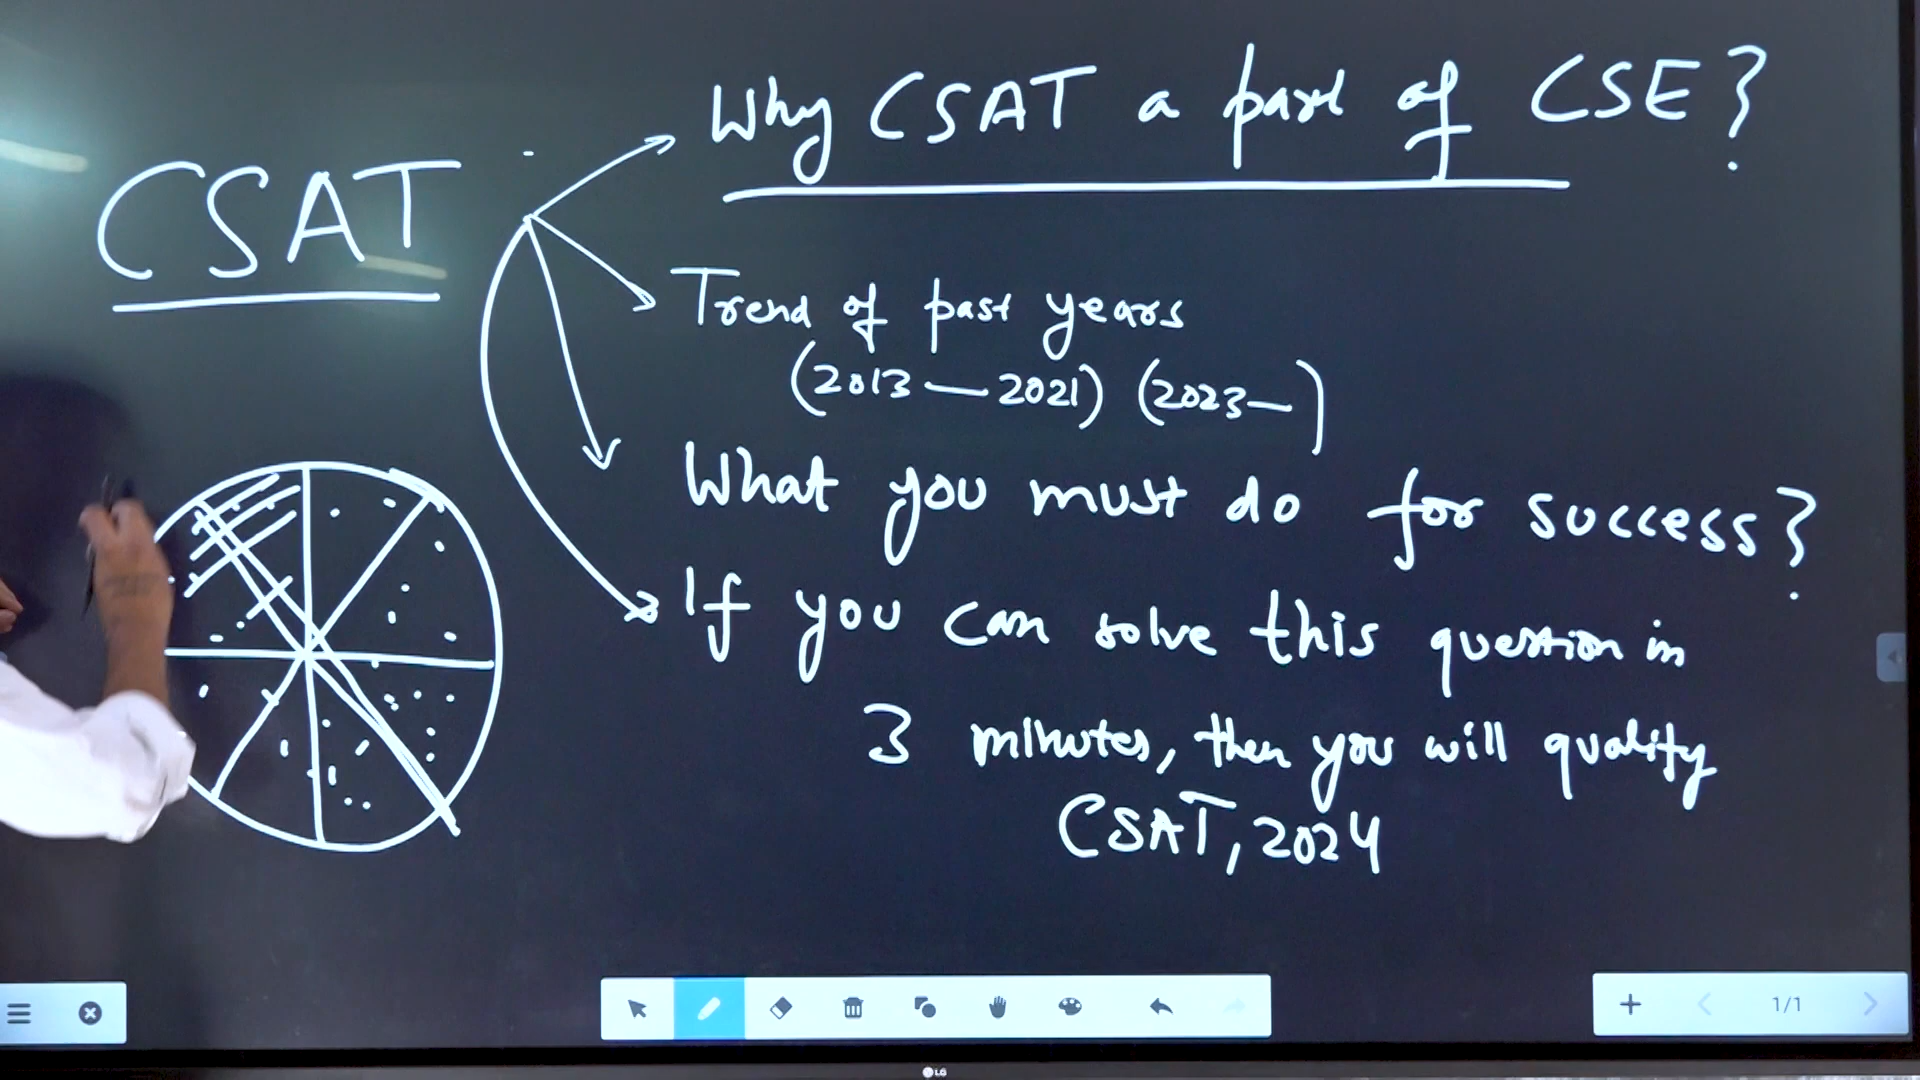 CSAT
Why CSAT a part of CSE?
Trend of past years
(2013 — 2021) (2023 — )
What you must do for success?
If you can solve this question in
3 minutes, then you will qualify
CSAT, 2024
1/1
LG